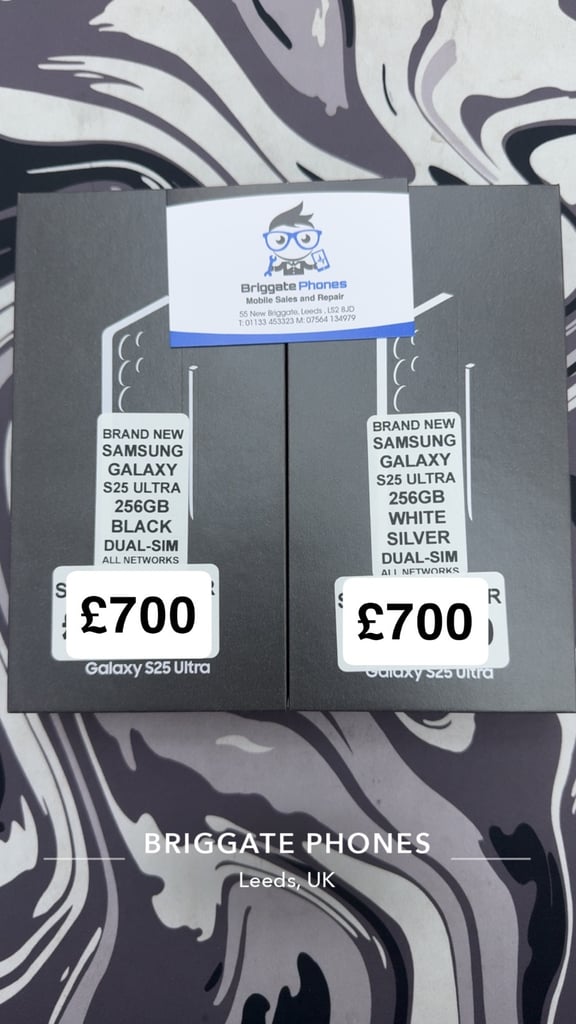 Briggate Phones
Mobile Sales and Repair
55 New Briggate, Leeds , LS2 8JD
T: 01133 453323 M: 07564 134979
BRAND NEW
SAMSUNG
GALAXY
S25 ULTRA
256GB
BLACK
DUAL-SIM
ALL NETWORKS
£700
Galaxy S25 Ultra
BRAND NEW
SAMSUNG
GALAXY
S25 ULTRA
256GB
WHITE
SILVER
DUAL-SIM
ALL NETWORKS
£700
Galaxy S25 Ultra
BRIGGATE PHONES
Leeds, UK